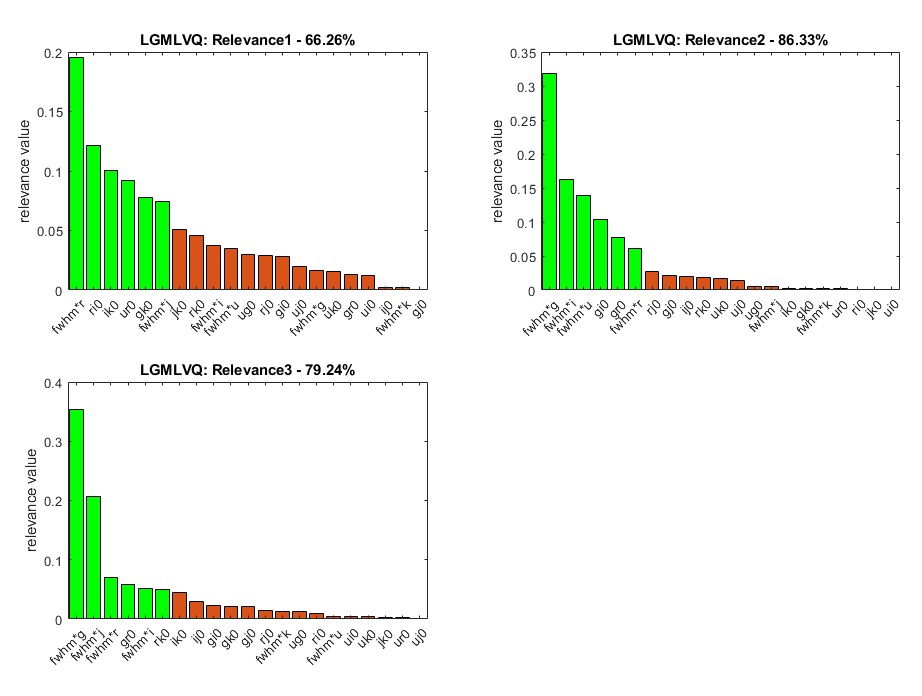 LGMLVQ: Relevance1 - 66.26%
relevance value
0.2
0.15
0.1
0.05
0
fwhm*r ri0 ik0 ur0 gk0 fwhm*j jk0 rk0 fwhm*i fwhm*u ug0 rj0 gi0 uj0 fwhm*g uk0 gr0 ui0 ij0 fwhm*k gj0
LGMLVQ: Relevance2 - 86.33%
relevance value
0.35
0.3
0.25
0.2
0.15
0.1
0.05
0
fwhm*g fwhm*i fwhm*u gi0 gr0 fwhm*r rj0 gj0 ij0 rk0 uk0 uj0 ug0 fwhm*j ik0 gk0 fwhm*k ur0 ri0 jk0 ui0
LGMLVQ: Relevance3 - 79.24%
relevance value
0.4
0.3
0.2
0.1
0
fwhm*g fwhm*j fwhm*r gr0 fwhm*i rk0 ik0 ij0 gi0 gk0 gj0 rj0 fwhm*k ug0 ri0 fwhm*u ui0 uk0 jk0 ur0 uj0